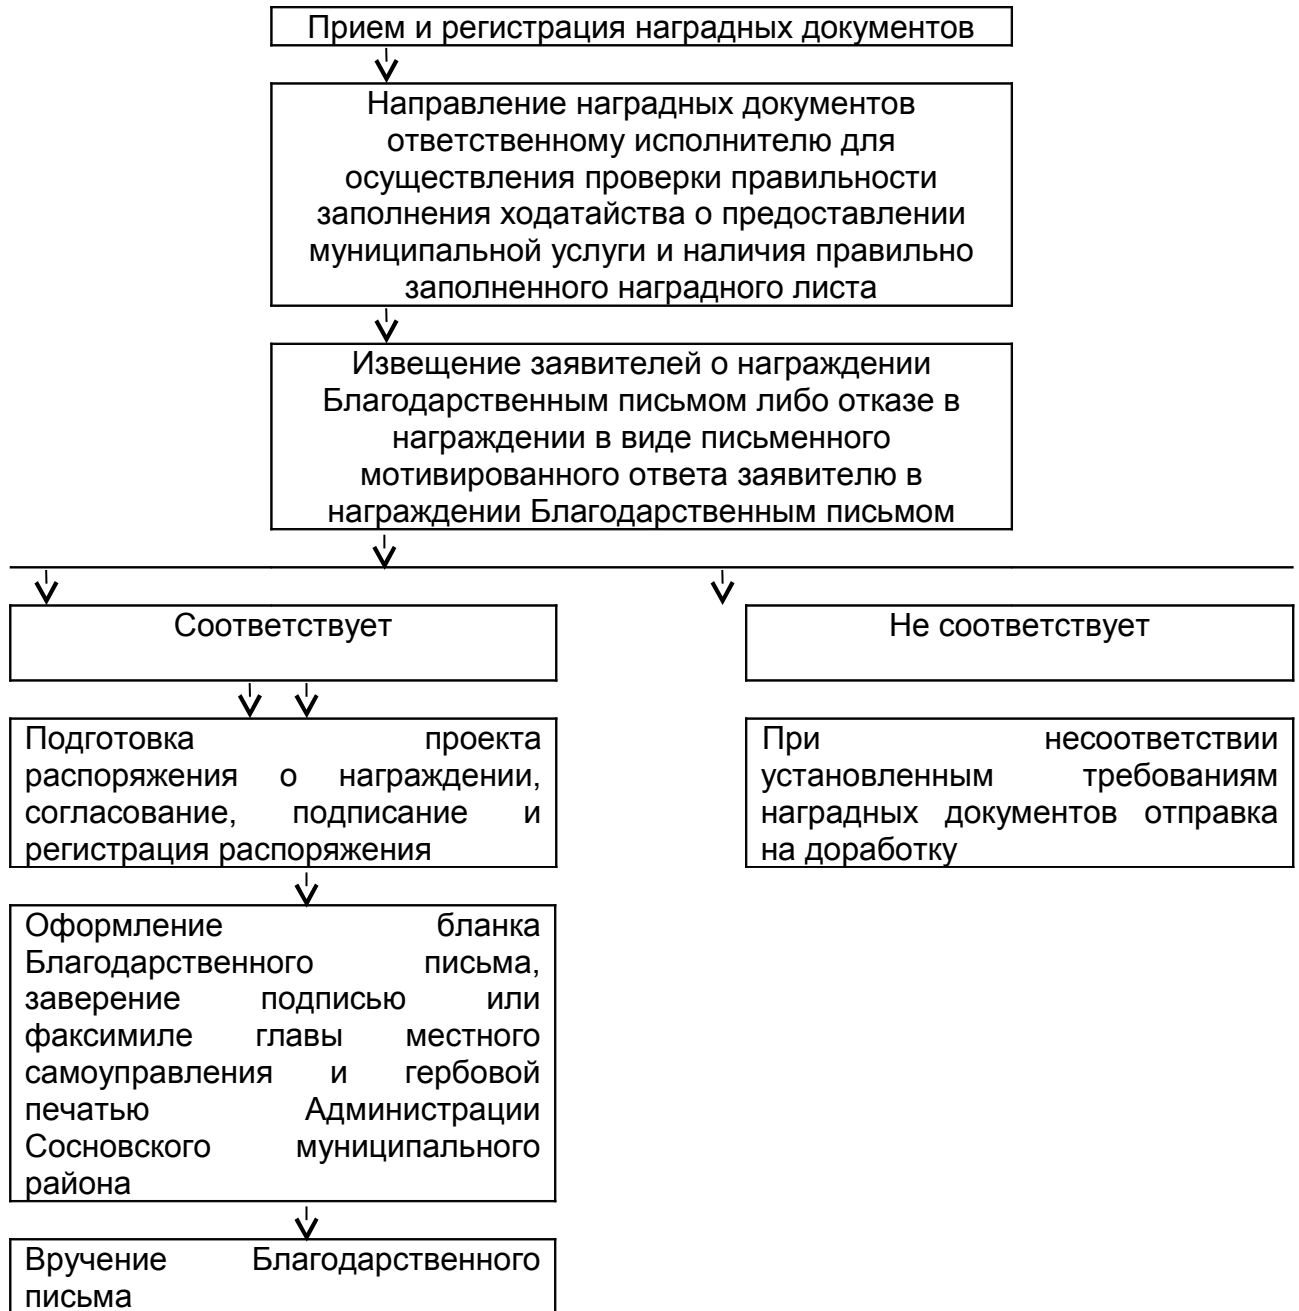 Прием и регистрация наградных документов
Направление наградных документов
ответственному исполнителю для
осуществления проверки правильности
заполнения ходатайства о предоставлении
муниципальной услуги и наличия правильно
заполненного наградного листа
Извещение заявителей о награждении
Благодарственным письмом либо отказе в
награждении в виде письменного
мотивированного ответа заявителю в
награждении Благодарственным письмом
Соответствует
Не соответствует
Подготовка проекта
распоряжения о награждении,
согласование, подписание и
регистрация распоряжения
При несоответствии
установленным требованиям
наградных документов отправка
на доработку
Оформление бланка
Благодарственного письма,
заверение подписью или
факсимиле главы местного
самоуправления и гербовой
печатью Администрации
Сосновского муниципального
района
Вручение Благодарственного
письма